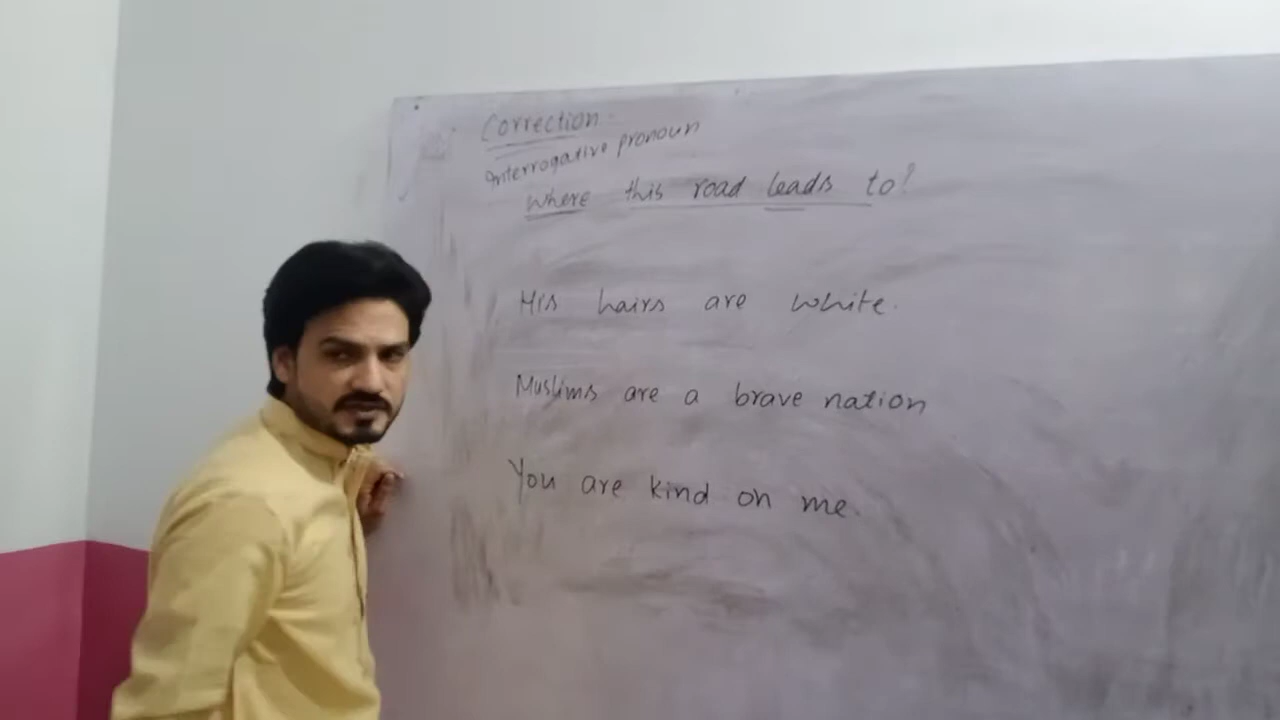 Correction
Interrogative pronoun
Where this road leads to?
His hairs are white.
Muslims are a brave nation
You are kind on me.